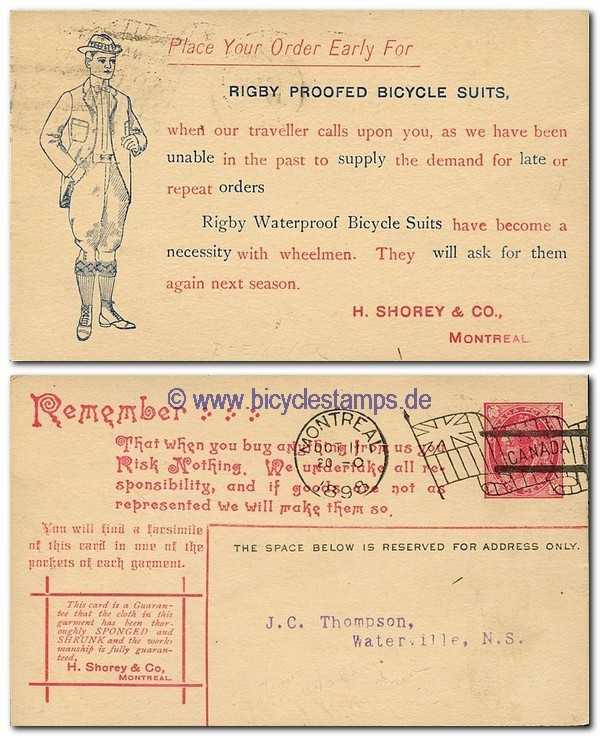 Place Your Order Early For
RIGBY PROOFED BICYCLE SUITS,
when our traveller calls upon you, as we have been
unable in the past to supply the demand for late or
repeat orders
Rigby Waterproof Bicycle Suits have become a
necessity with wheelmen. They will ask for them
again next season.
H. SHOREY & CO.,
MONTREAL
© www.bicyclestamps.de
Remember
That when you buy anything from us you
Risk Nothing. We undertake all re-
sponsibility, and if goods are not as
represented we will make them so.
MONTREAL
OCT 11
1898
CANADA
You will find a facsimile
of this card in one of the
pockets of each garment.
This card is a Guaran-
tee that the cloth in this
garment has been thor-
oughly SPONGED and
SHRUNK and the work-
manship is fully guaran-
teed,
H. Shorey & Co,
MONTREAL.
THE SPACE BELOW IS RESERVED FOR ADDRESS ONLY.
J.C. Thompson,
Waterville, N.S.